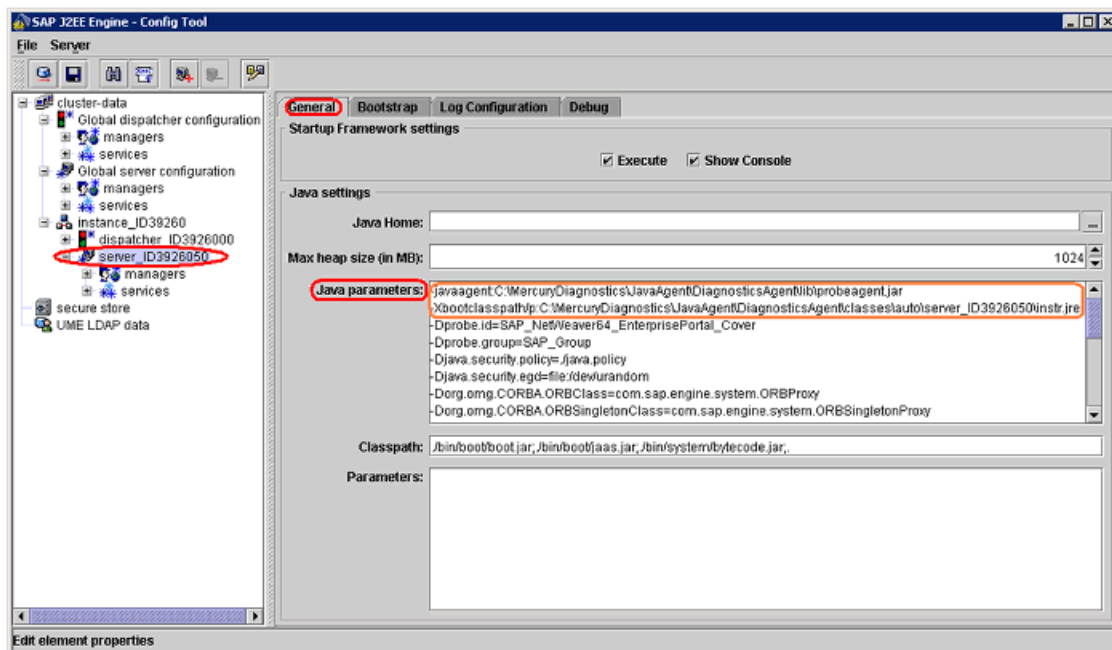 SAP J2EE Engine - Config Tool
File Server
cluster-data
Global dispatcher configuration
managers
services
Global server configuration
managers
services
instance_ID39260
dispatcher_ID3926000
server_ID3926050
managers
services
secure store
UME LDAP data
General Bootstrap Log Configuration Debug
Startup Framework settings
Execute Show Console
Java settings
Java Home: ...
Max heap size (in MB): 1024
Java parameters:
-javaagent:C:\MercuryDiagnostics\JavaAgent\DiagnosticsAgent\lib\probeagent.jar
-Xbootclasspath/p:C:\MercuryDiagnostics\JavaAgent\DiagnosticsAgent\classes\auto\server_ID3926050\instr.jre
-Dprobe.id=SAP_NetWeaver64_EnterprisePortal_Cover
-Dprobe.group=SAP_Group
-Djava.security.policy=./java.policy
-Djava.security.egd=file:/dev/urandom
-Dorg.omg.CORBA.ORBClass=com.sap.engine.system.ORBProxy
-Dorg.omg.CORBA.ORBSingletonClass=com.sap.engine.system.ORBSingletonProxy
Classpath: ./bin/boot/boot.jar;./bin/boot/jaas.jar;./bin/system/bytecode.jar;.
Parameters:
Edit element properties